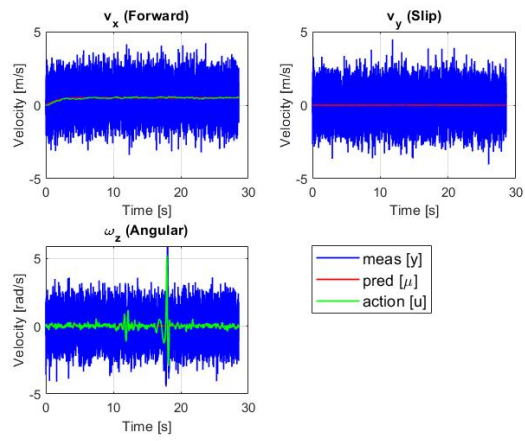 v_x (Forward)
5
0
-5
Velocity [m/s]
0 10 20 30
Time [s]
v_y (Slip)
5
0
-5
Velocity [m/s]
0 10 20 30
Time [s]
ω_z (Angular)
5
0
-5
Velocity [rad/s]
0 10 20 30
Time [s]
meas [y]
pred [μ]
action [u]